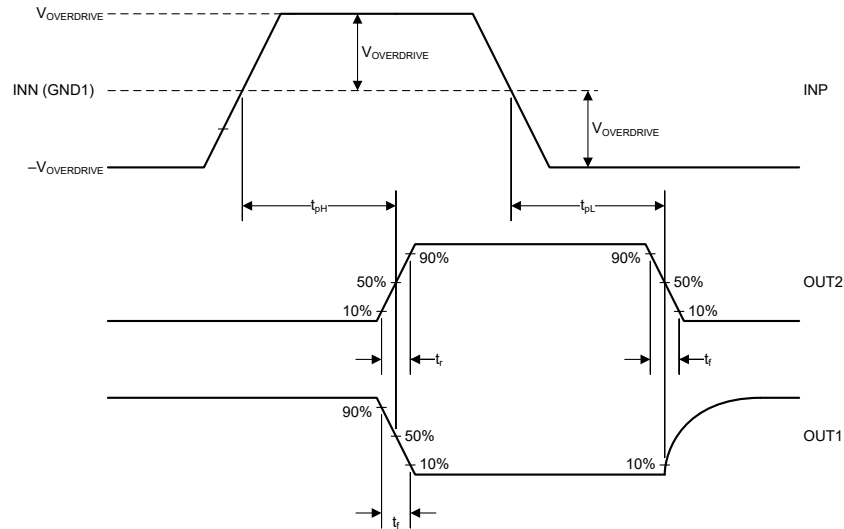 VOVERDRIVE
VOVERDRIVE
INN (GND1)
INP
VOVERDRIVE
–VOVERDRIVE
tpH
tpL
90%
90%
50%
50%
OUT2
10%
10%
tr
tf
90%
OUT1
50%
10%
10%
tf